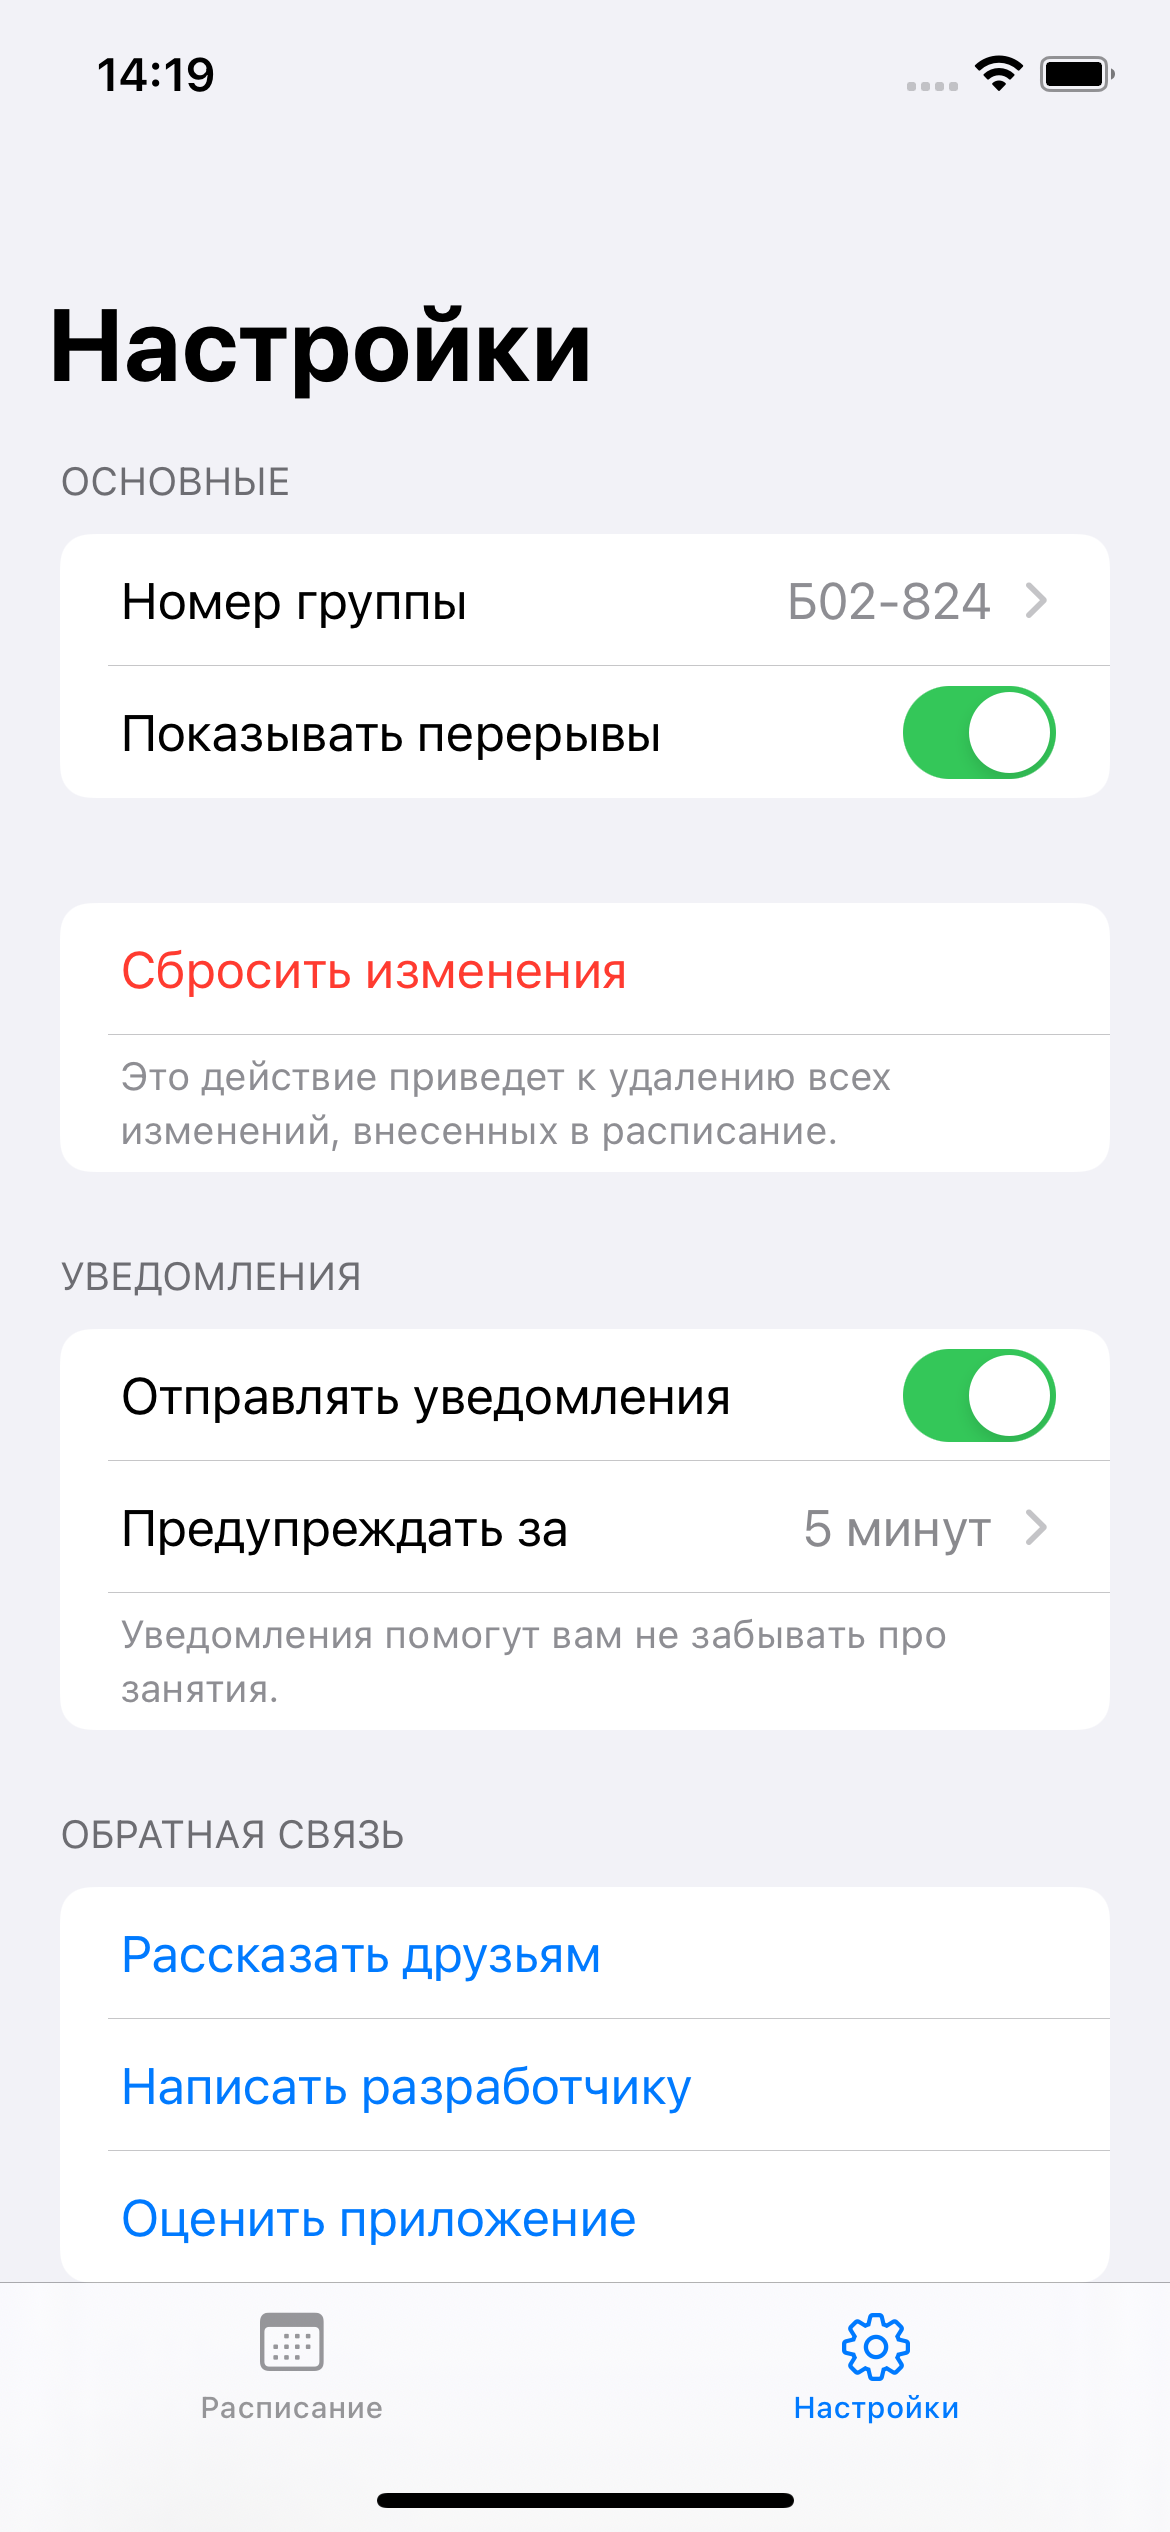 14:19
Настройки
ОСНОВНЫЕ
Номер группы Б02-824
Показывать перерывы
Сбросить изменения
Это действие приведет к удалению всех
изменений, внесенных в расписание.
УВЕДОМЛЕНИЯ
Отправлять уведомления
Предупреждать за 5 минут
Уведомления помогут вам не забывать про
занятия.
ОБРАТНАЯ СВЯЗЬ
Рассказать друзьям
Написать разработчику
Оценить приложение
Расписание Настройки